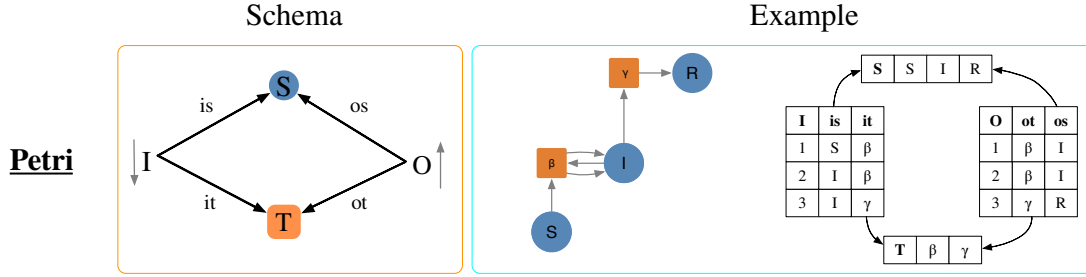 Schema
Example
Petri
S
is
os
I
O
it
ot
T
γ
R
β
I
S
S S I R
I is it
1 S β
2 I β
3 I γ
O ot os
1 β I
2 β I
3 γ R
T β γ